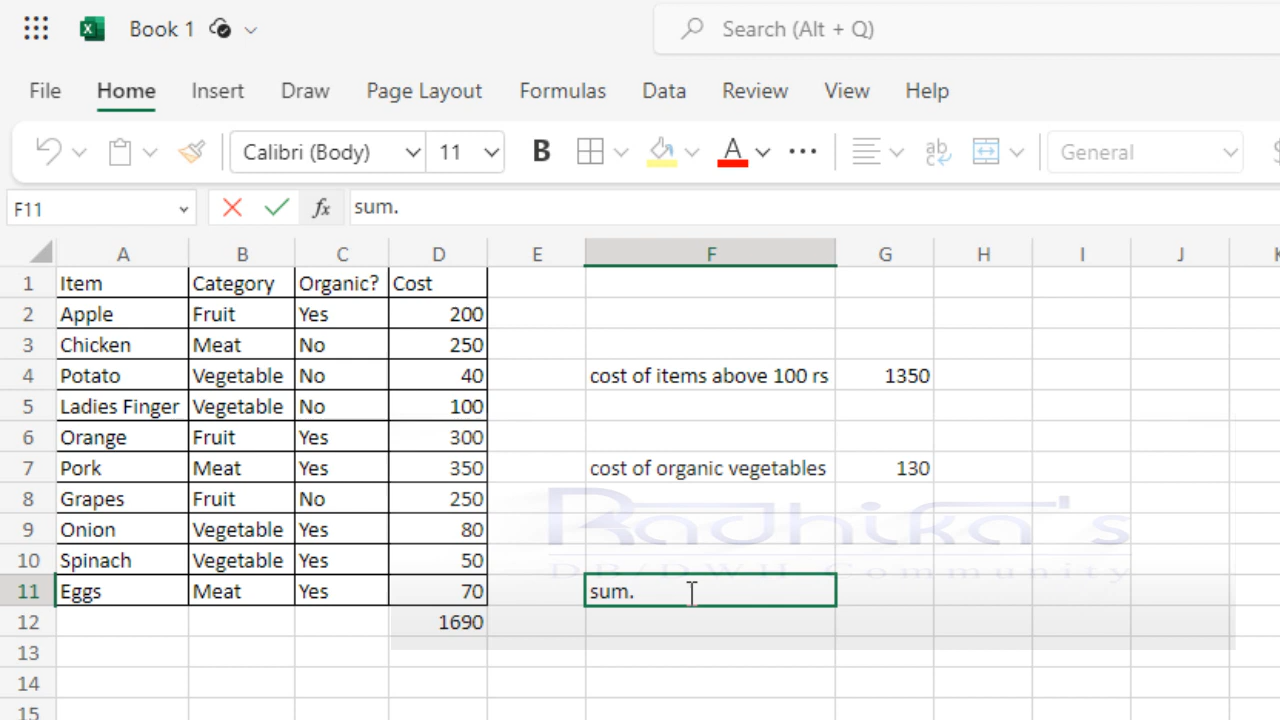 Book 1
Search (Alt + Q)
File Home Insert Draw Page Layout Formulas Data Review View Help
Calibri (Body) 11 B A General
F11 fx sum.
A B C D E F G H I J K
1 Item Category Organic? Cost
2 Apple Fruit Yes 200
3 Chicken Meat No 250
4 Potato Vegetable No 40 cost of items above 100 rs 1350
5 Ladies Finger Vegetable No 100
6 Orange Fruit Yes 300
7 Pork Meat Yes 350 cost of organic vegetables 130
8 Grapes Fruit No 250
9 Onion Vegetable Yes 80
Radhika's
10 Spinach Vegetable Yes 50
DB/DWH Community
11 Eggs Meat Yes 70 sum.
12 1690
13
14
15